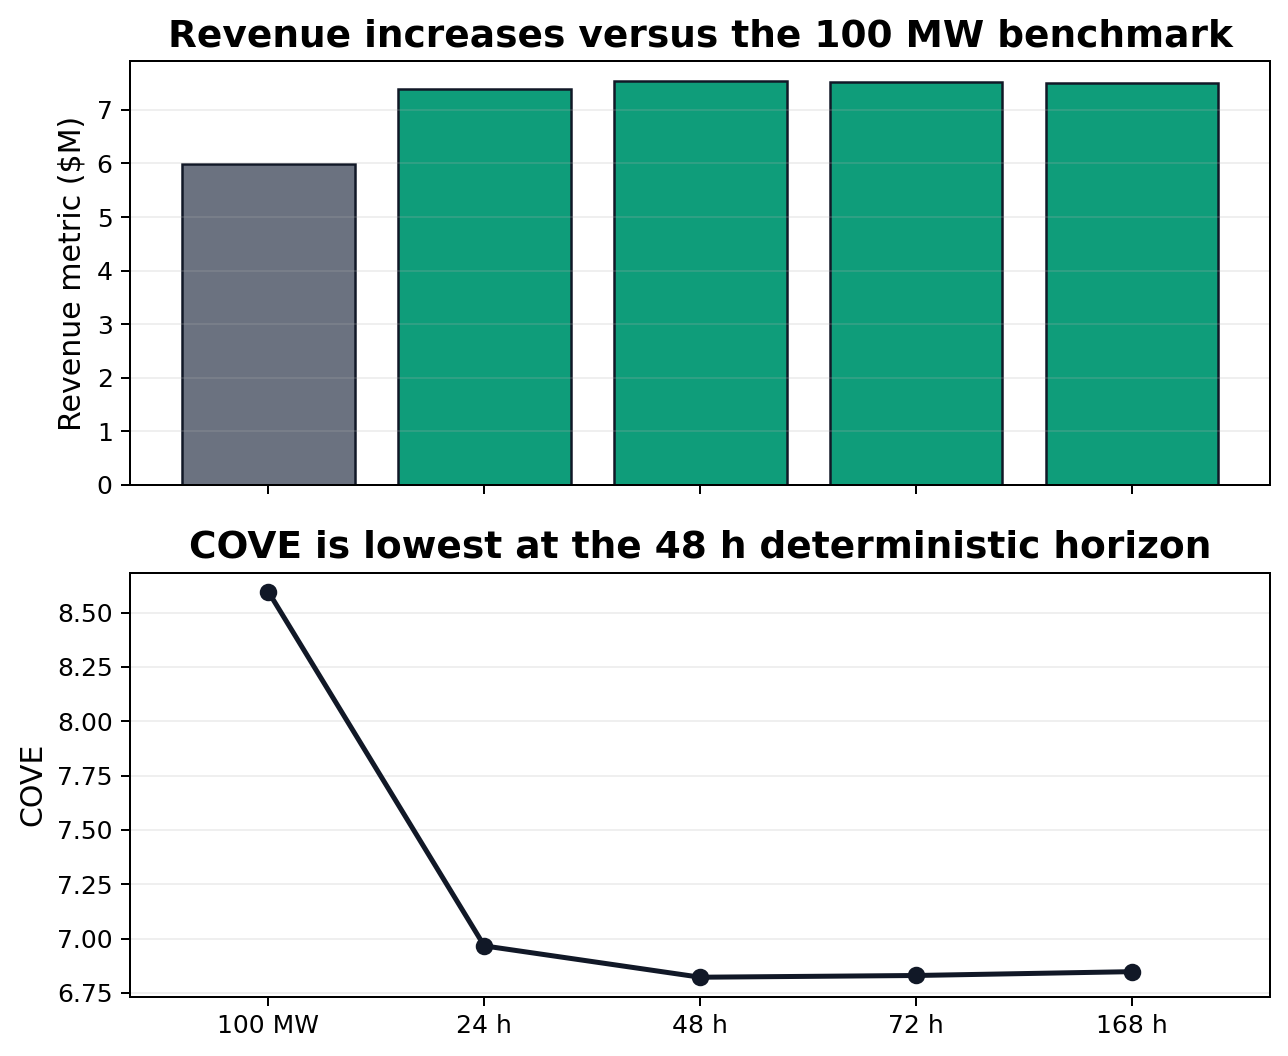 Revenue increases versus the 100 MW benchmark
Revenue metric ($M)
7
6
5
4
3
2
1
0
COVE is lowest at the 48 h deterministic horizon
COVE
8.50
8.25
8.00
7.75
7.50
7.25
7.00
6.75
100 MW
24 h
48 h
72 h
168 h